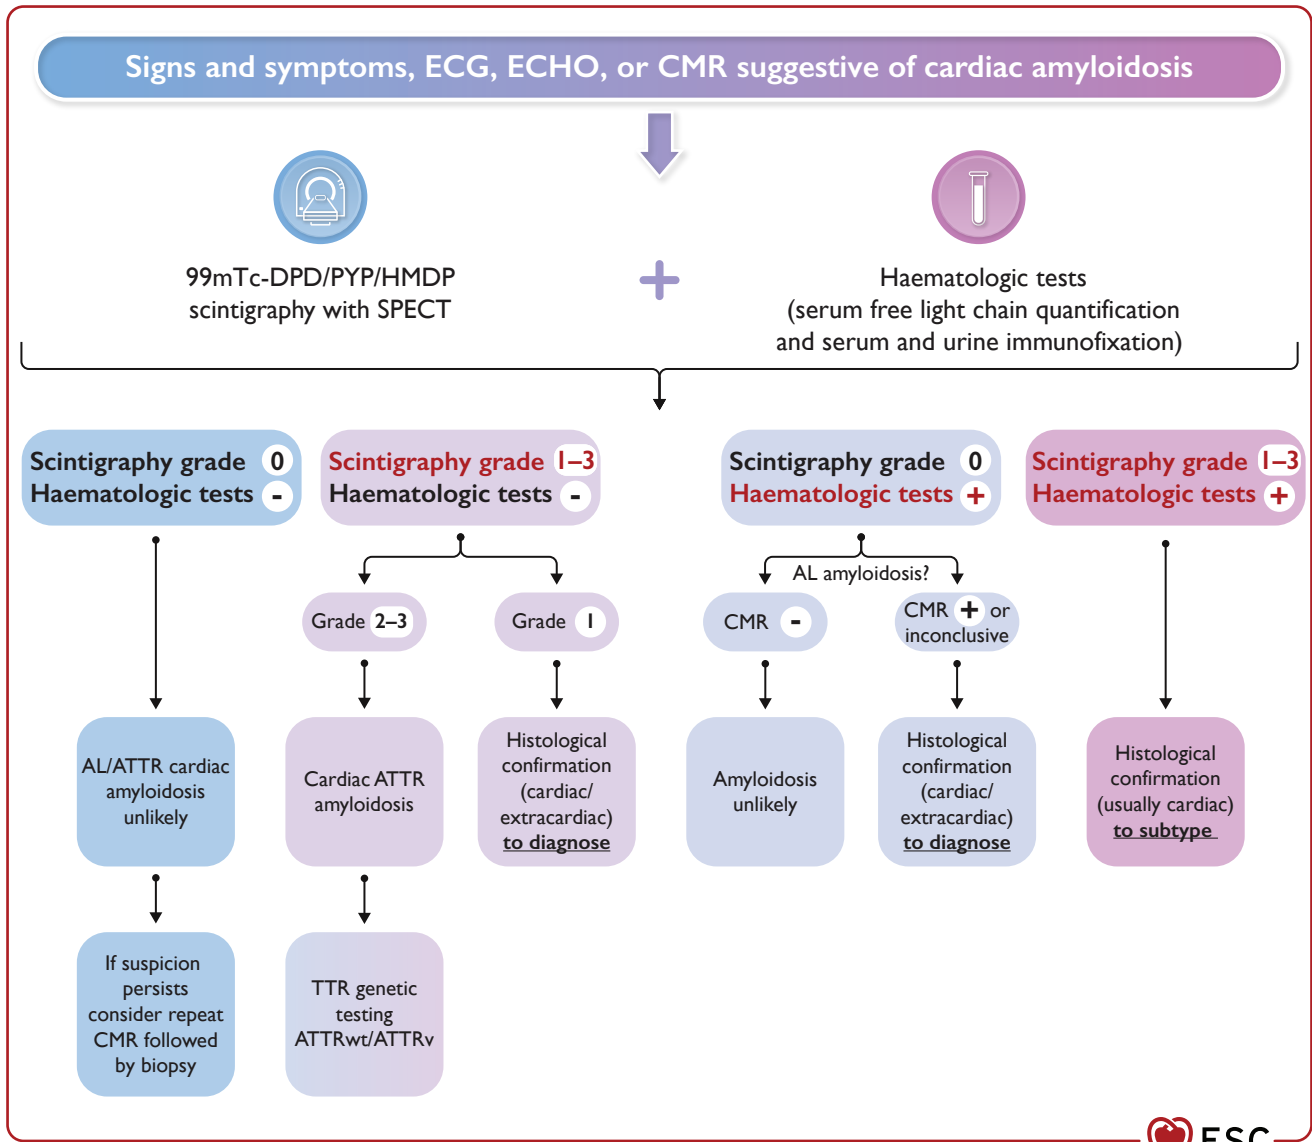 Signs and symptoms, ECG, ECHO, or CMR suggestive of cardiac amyloidosis
99mTc-DPD/PYP/HMDP
scintigraphy with SPECT
+
Haematologic tests
(serum free light chain quantification
and serum and urine immunofixation)
Scintigraphy grade 0
Haematologic tests -
Scintigraphy grade 1–3
Haematologic tests -
Scintigraphy grade 0
Haematologic tests +
Scintigraphy grade 1–3
Haematologic tests +
AL amyloidosis?
Grade 2–3
Grade 1
CMR -
CMR + or
inconclusive
AL/ATTR cardiac
amyloidosis
unlikely
Cardiac ATTR
amyloidosis
Histological
confirmation
(cardiac/
extracardiac)
to diagnose
Amyloidosis
unlikely
Histological
confirmation
(cardiac/
extracardiac)
to diagnose
Histological
confirmation
(usually cardiac)
to subtype
If suspicion
persists
consider repeat
CMR followed
by biopsy
TTR genetic
testing
ATTRwt/ATTRv
ESC